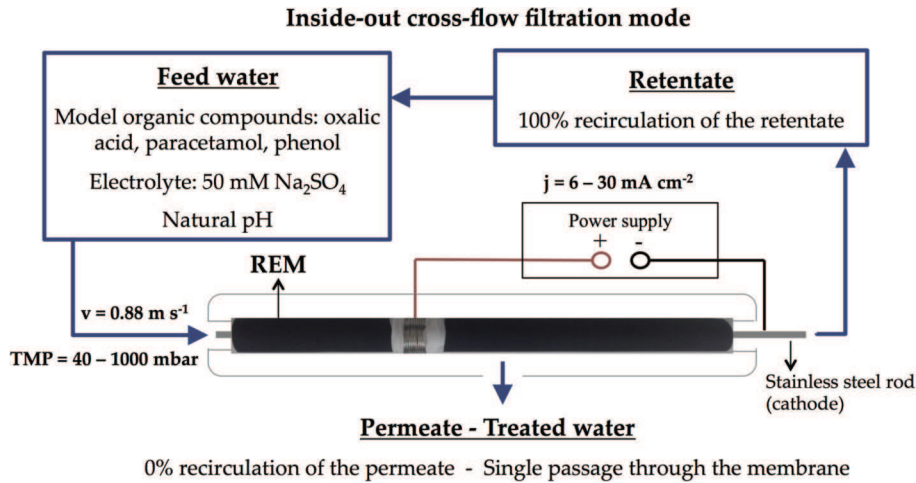 Inside-out cross-flow filtration mode
Feed water
Model organic compounds: oxalic
acid, paracetamol, phenol
Electrolyte: 50 mM Na₂SO₄
Natural pH
Retentate
100% recirculation of the retentate
j = 6 – 30 mA cm⁻²
Power supply
+ -
REM
v = 0.88 m s⁻¹
TMP = 40 – 1000 mbar
Stainless steel rod
(cathode)
Permeate - Treated water
0% recirculation of the permeate - Single passage through the membrane